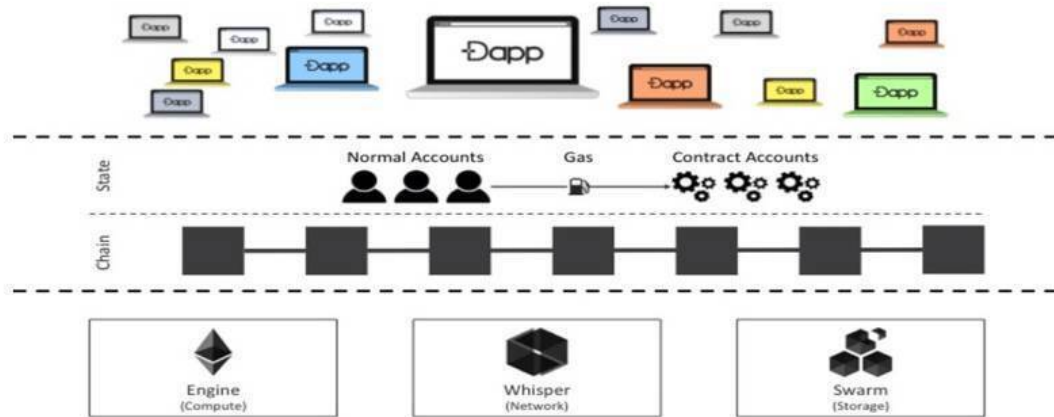 Dapp
Dapp
Dapp
Dapp
Dapp
Dapp
Dapp
Dapp
Dapp
Dapp
Dapp
Dapp
Dapp
State
Normal Accounts
Gas
Contract Accounts
Chain
Engine
(Compute)
Whisper
(Network)
Swarm
(Storage)